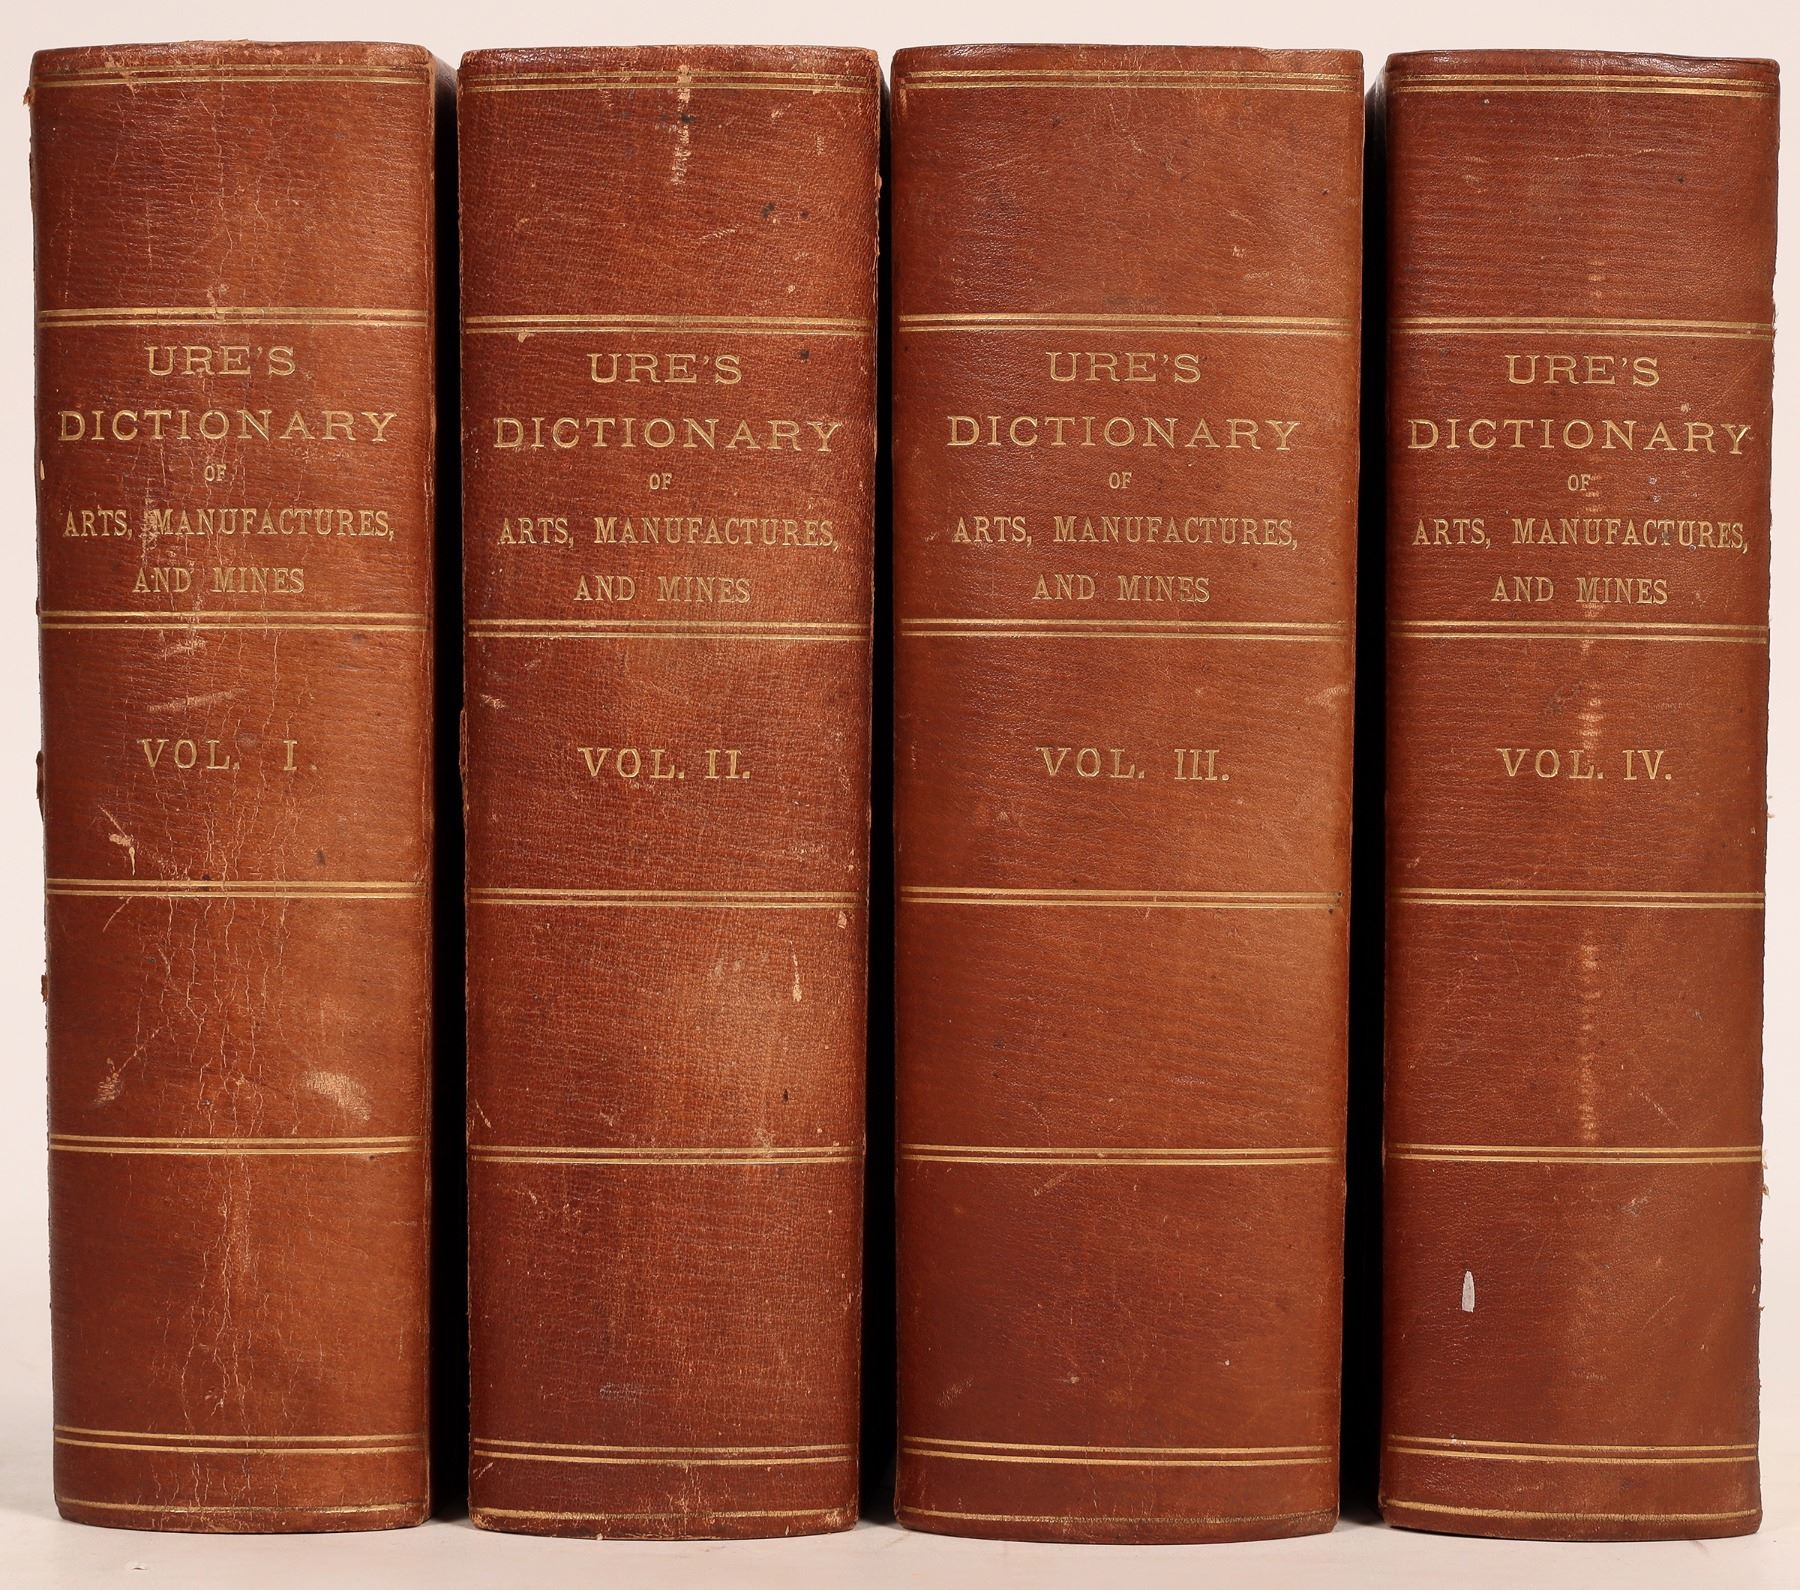 URE'S
DICTIONARY
OF
ARTS, MANUFACTURES,
AND MINES
VOL. I.
URE'S
DICTIONARY
OF
ARTS, MANUFACTURES,
AND MINES
VOL. II.
URE'S
DICTIONARY
OF
ARTS, MANUFACTURES,
AND MINES
VOL. III.
URE'S
DICTIONARY
OF
ARTS, MANUFACTURES,
AND MINES
VOL. IV.